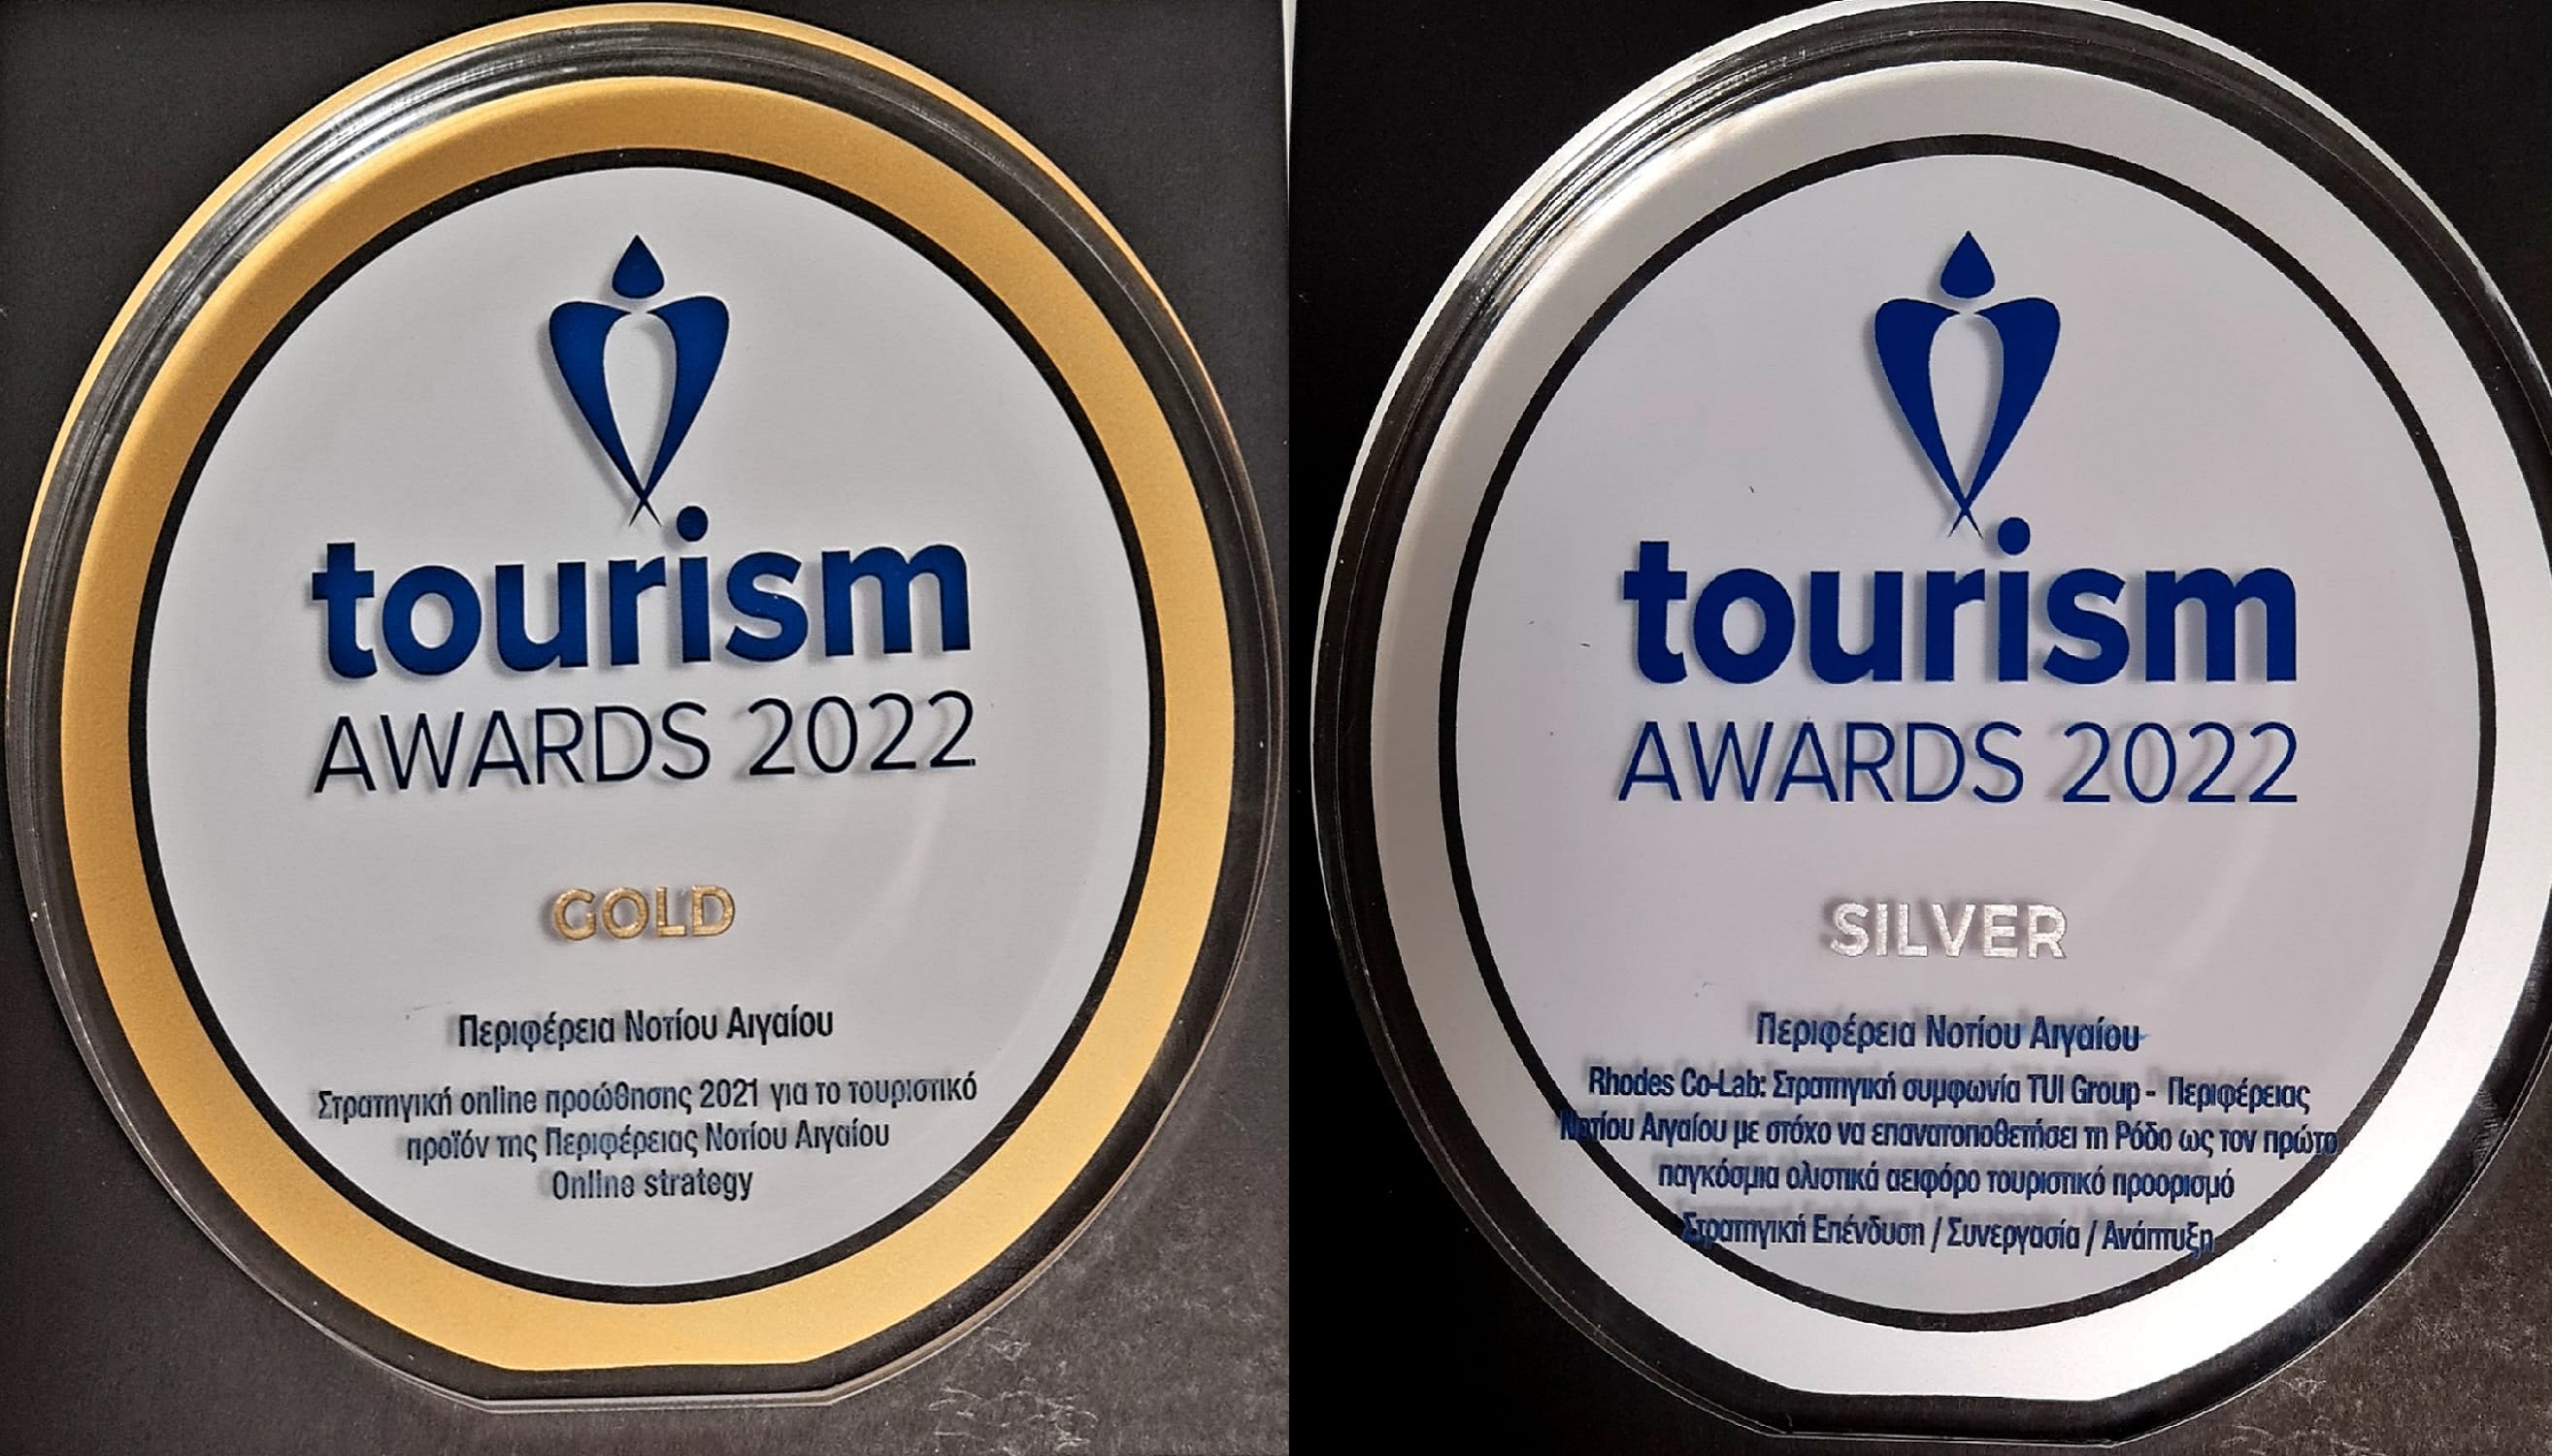 tourism
AWARDS 2022
GOLD
Περιφέρεια Νοτίου Αιγαίου
Στρατηγική online προώθησης 2021 για το τουριστικό
προϊόν της Περιφέρειας Νοτίου Αιγαίου
Online strategy
tourism
AWARDS 2022
SILVER
Περιφέρεια Νοτίου Αιγαίου
Rhodes Co-Lab: Στρατηγική συμφωνία TUI Group - Περιφέρειας
Νοτίου Αιγαίου με στόχο να επανατοποθετήσει τη Ρόδο ως τον πρώτο
παγκόσμια ολιστικά αειφόρο τουριστικό προορισμό
Στρατηγική Επένδυση / Συνεργασία / Ανάπτυξη